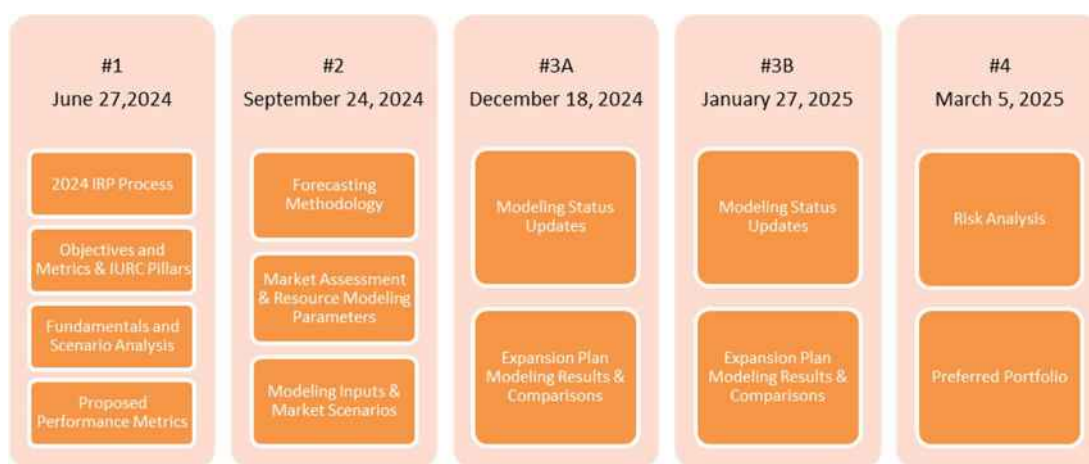 #1
June 27,2024
2024 IRP Process
Objectives and
Metrics & IURC Pillars
Fundamentals and
Scenario Analysis
Proposed
Performance Metrics
#2
September 24, 2024
Forecasting
Methodology
Market Assessment
& Resource Modeling
Parameters
Modeling Inputs &
Market Scenarios
#3A
December 18, 2024
Modeling Status
Updates
Expansion Plan
Modeling Results &
Comparisons
#3B
January 27, 2025
Modeling Status
Updates
Expansion Plan
Modeling Results &
Comparisons
#4
March 5, 2025
Risk Analysis
Preferred Portfolio